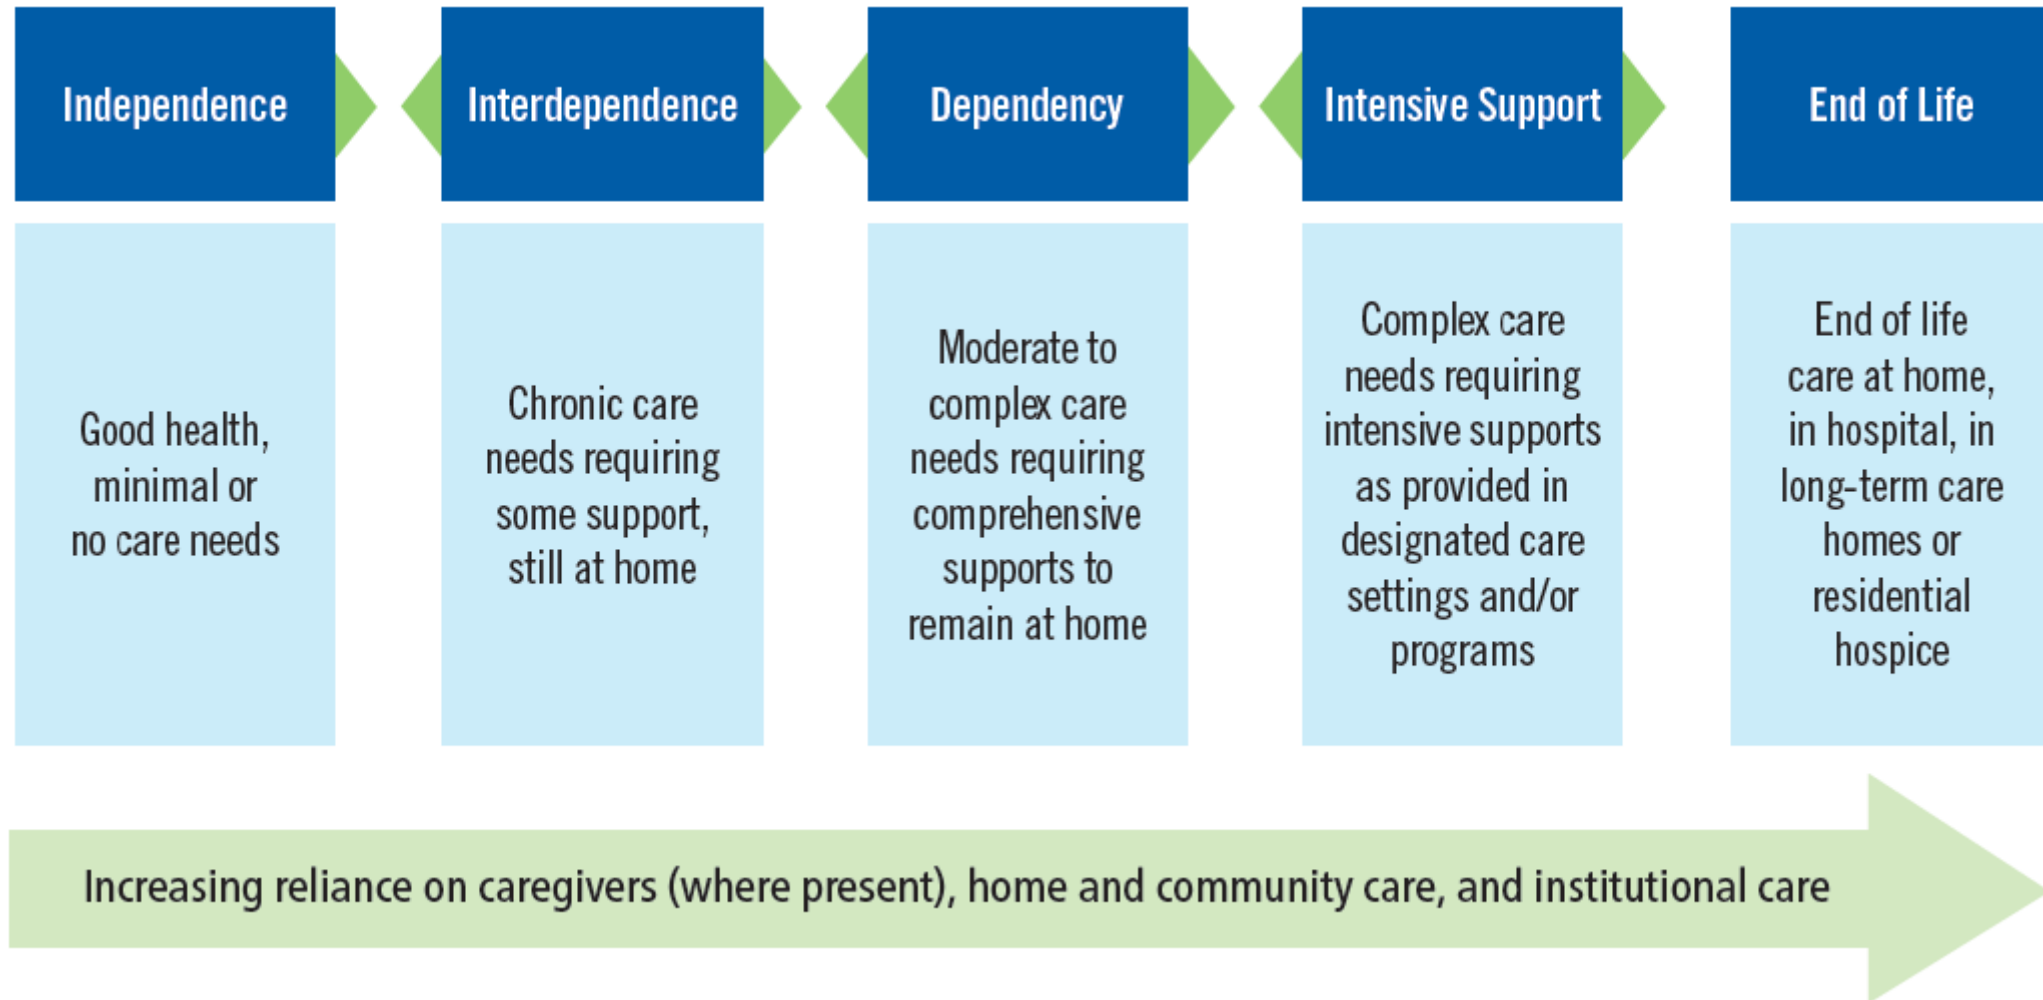 Independence
Interdependence
Dependency
Intensive Support
End of Life
Good health,
minimal or
no care needs
Chronic care
needs requiring
some support,
still at home
Moderate to
complex care
needs requiring
comprehensive
supports to
remain at home
Complex care
needs requiring
intensive supports
as provided in
designated care
settings and/or
programs
End of life
care at home,
in hospital, in
long-term care
homes or
residential
hospice
Increasing reliance on caregivers (where present), home and community care, and institutional care